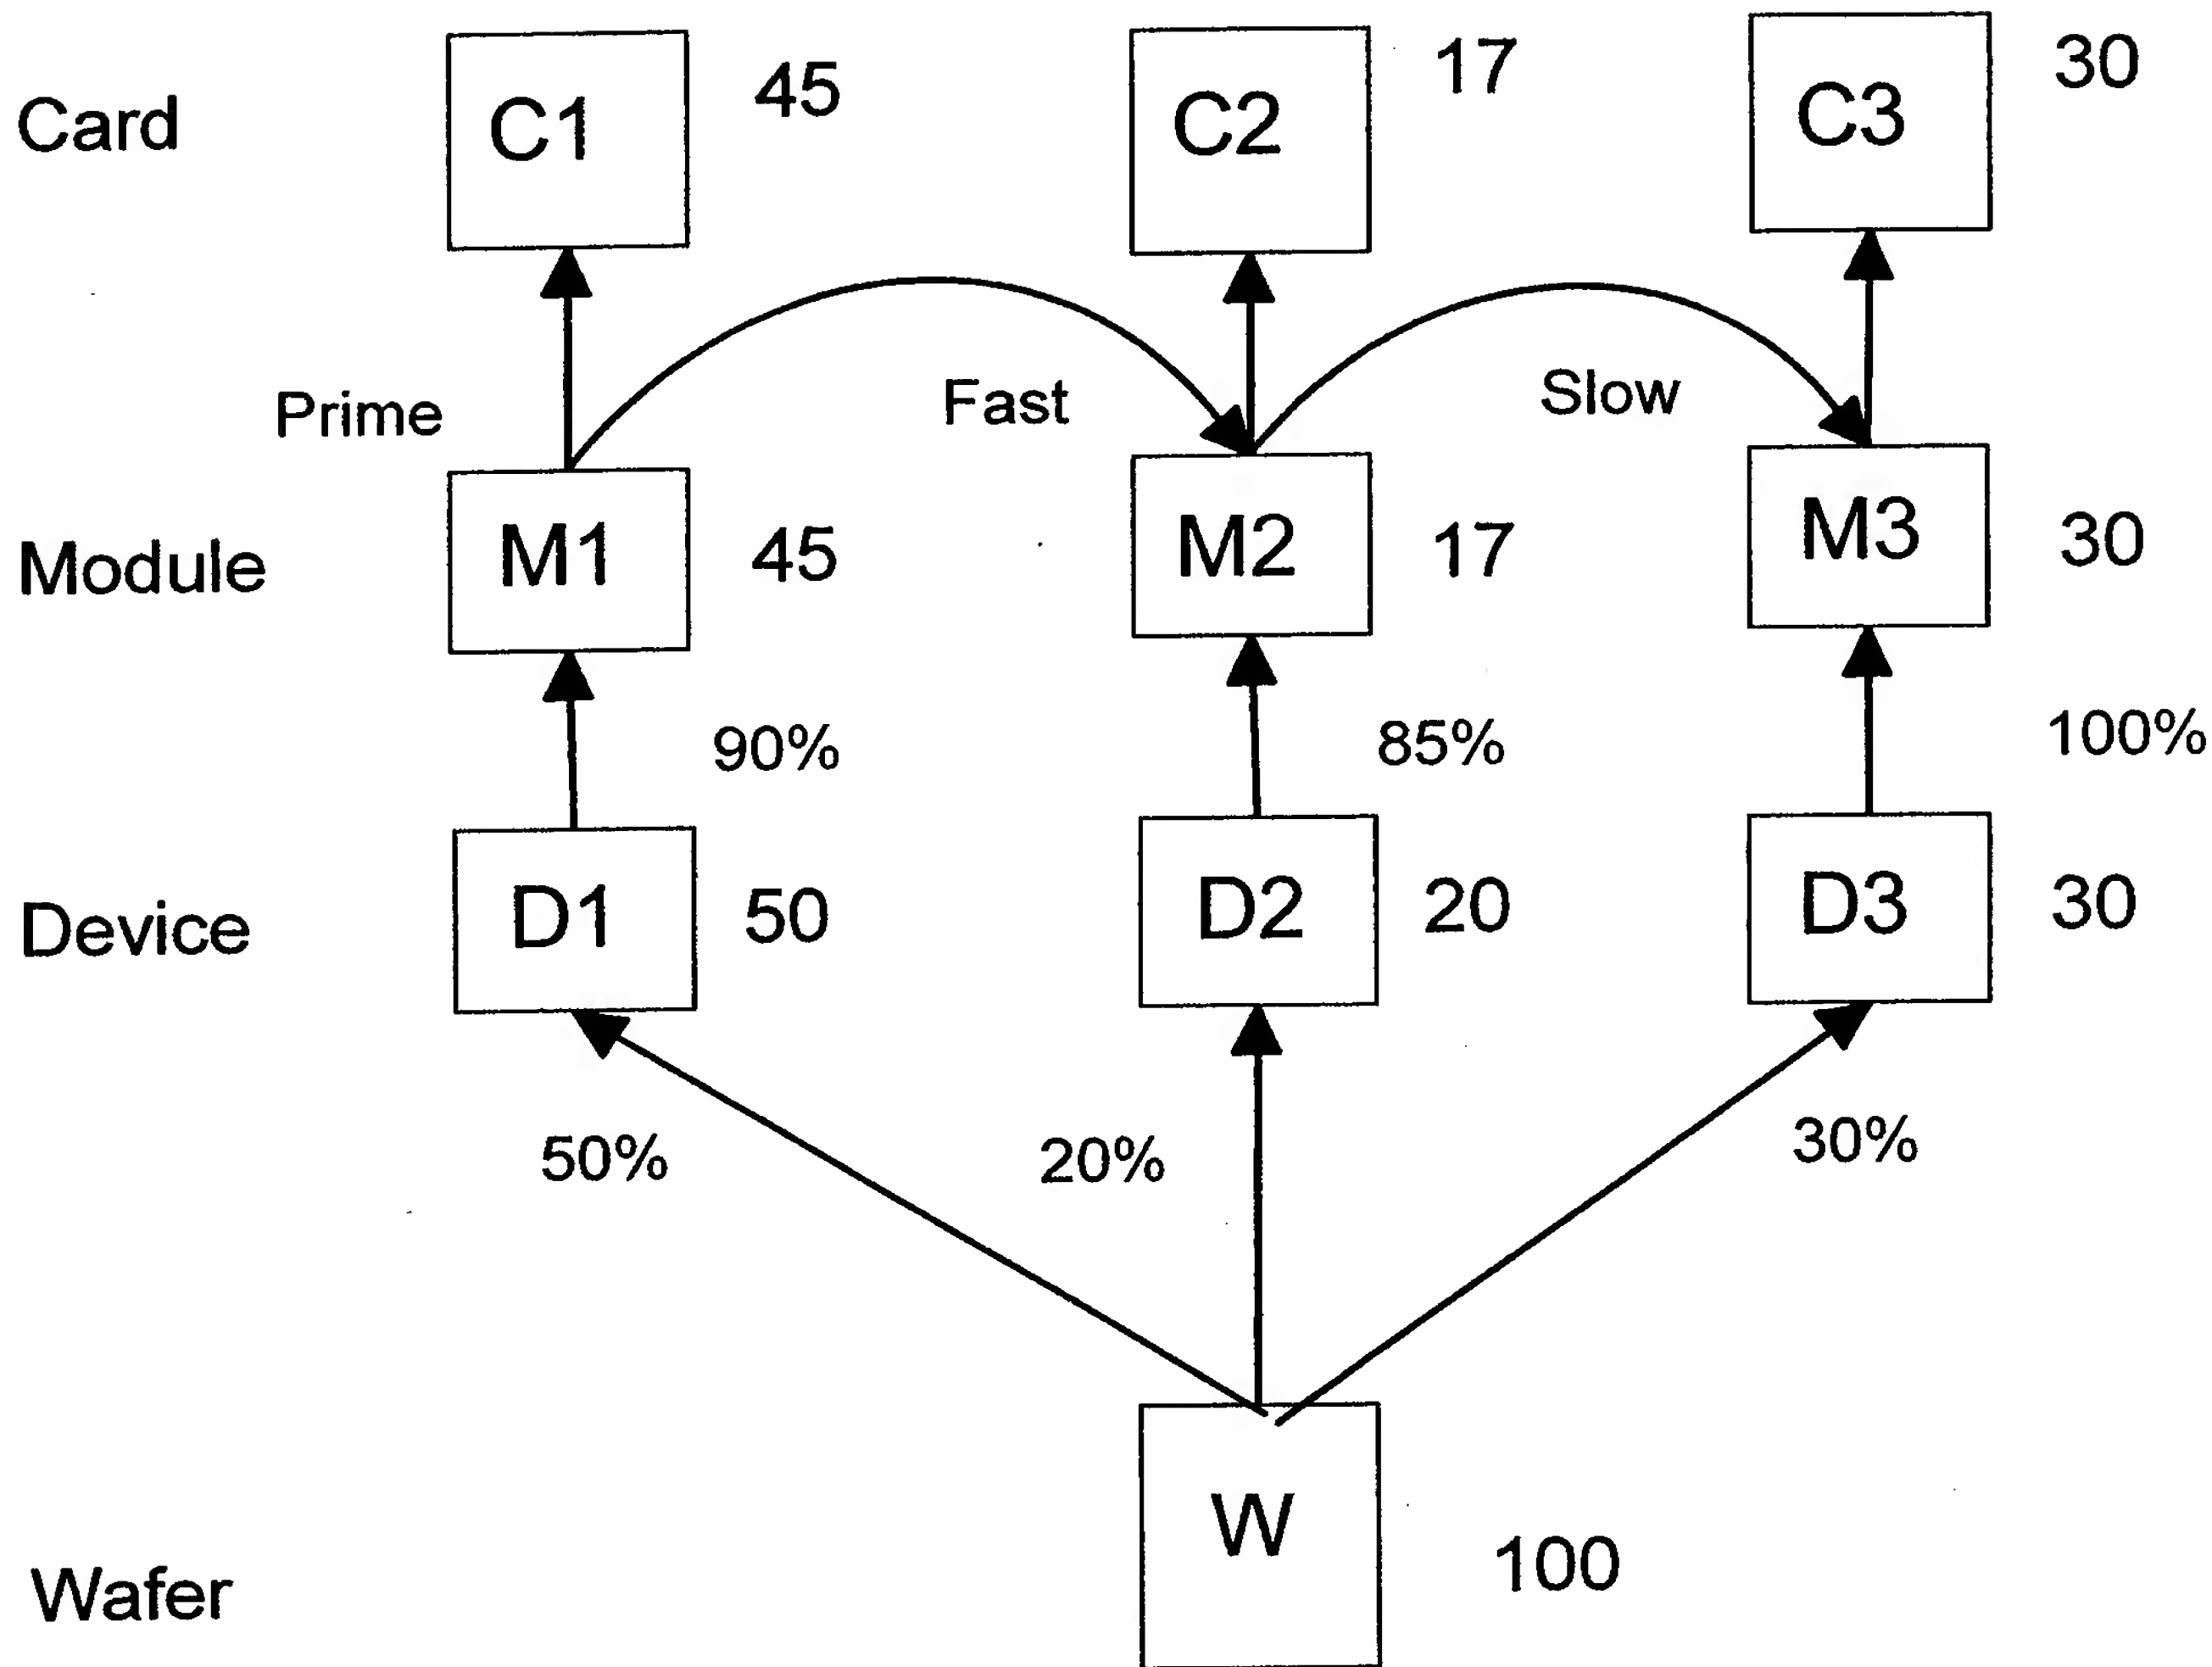 Card C1 45 C2 17 C3 30
Prime Fast Slow
Module M1 45 M2 17 M3 30
90% 85% 100%
Device D1 50 D2 20 D3 30
50% 20% 30%
W
Wafer 100